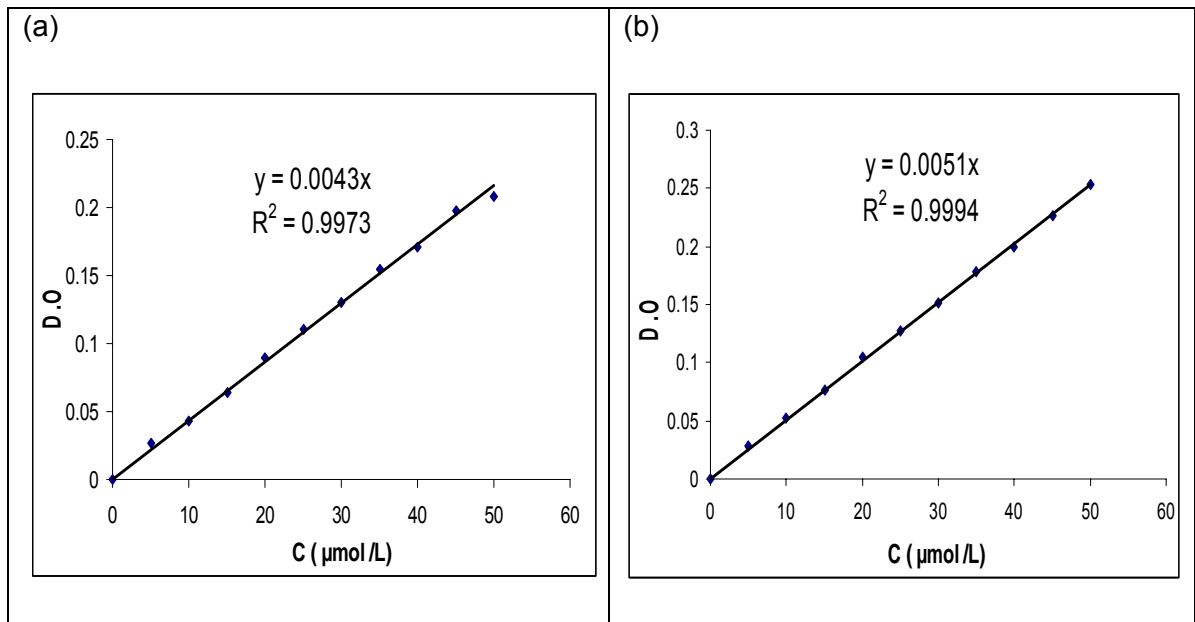 (a)
0.25
0.2
0.15
0.1
0.05
0
y = 0.0043x
R² = 0.9973
D .O
0 10 20 30 40 50 60
C ( µmol /L)
(b)
0.3
0.25
0.2
0.15
0.1
0.05
0
y = 0.0051x
R² = 0.9994
D .O
0 10 20 30 40 50 60
C ( µmol /L)